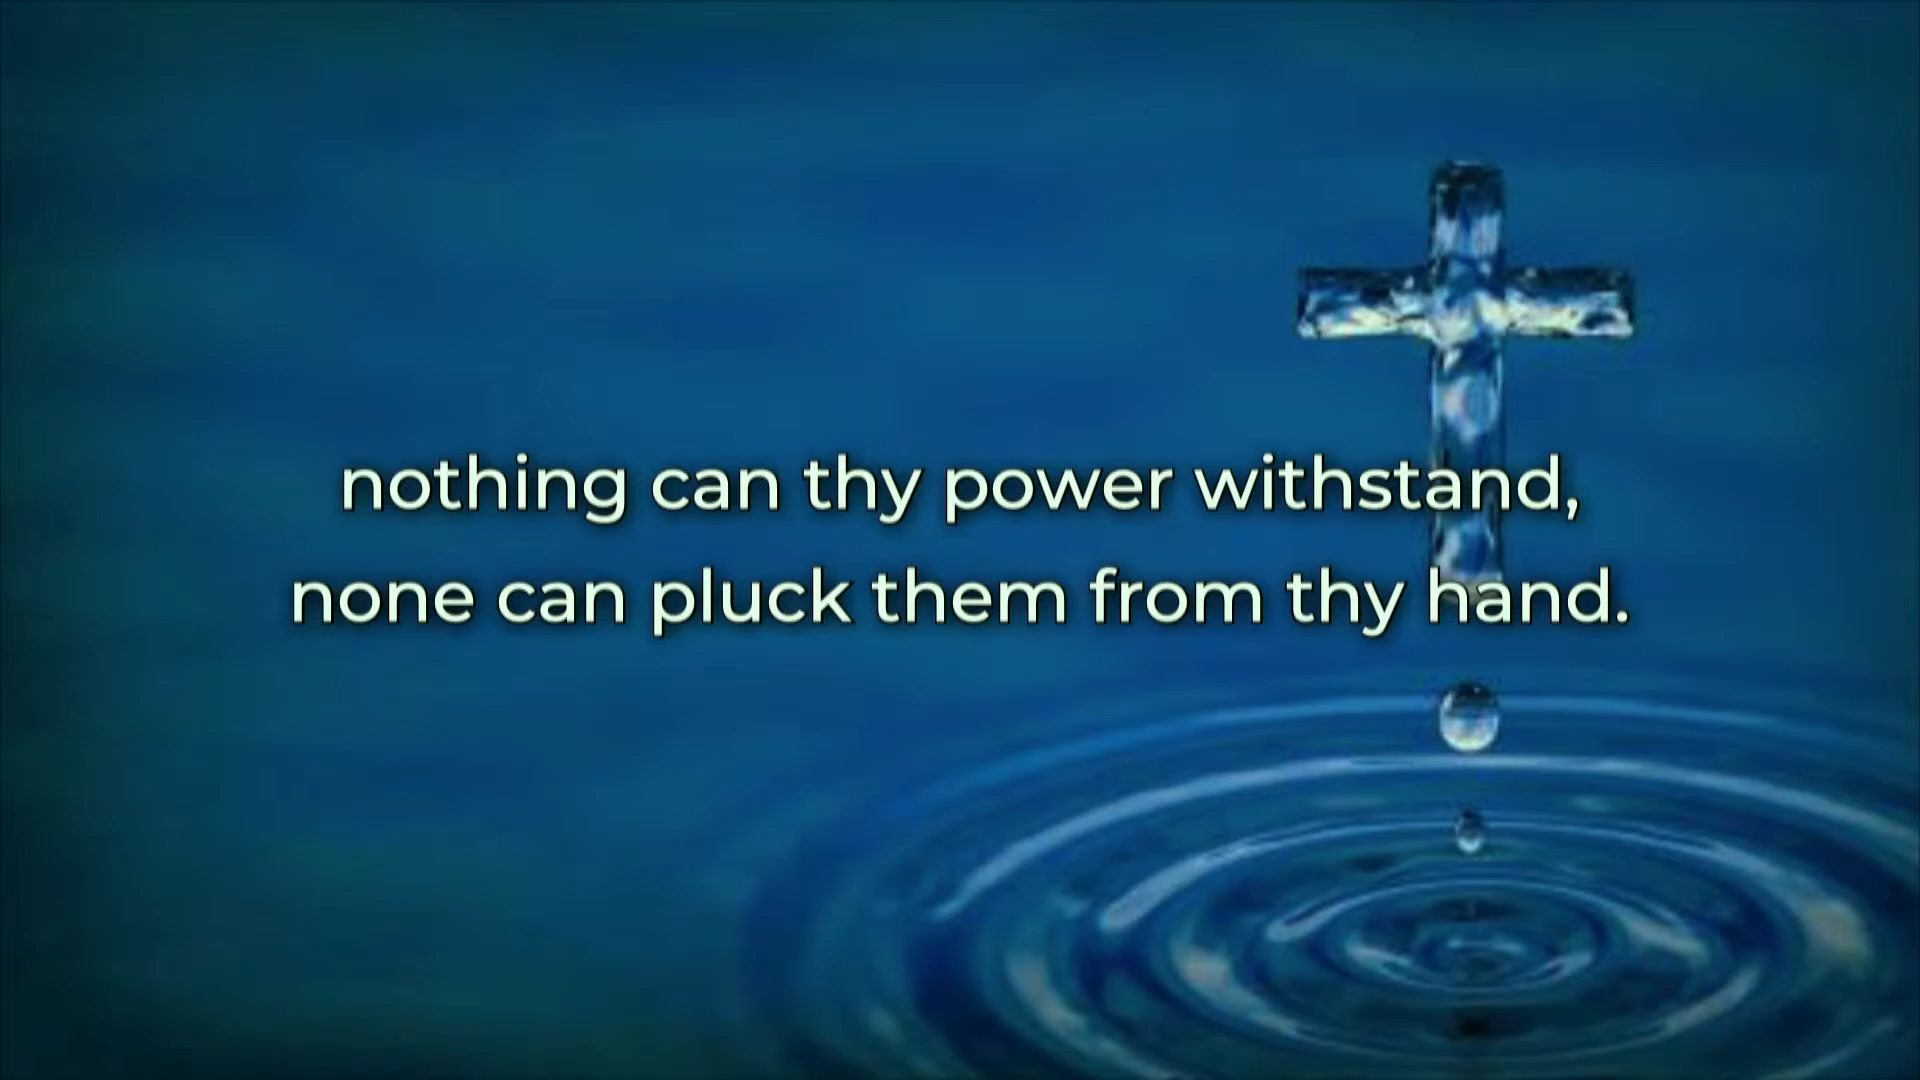 nothing can thy power withstand,
none can pluck them from thy hand.